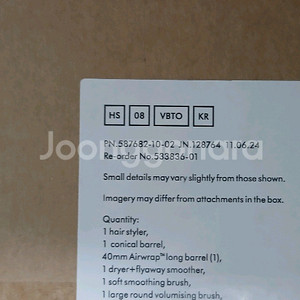 HS 08 VBTO KR
PN.587682-10-02 JN.128764 11.06.24
Re-order No.533836-01
Small details may vary slightly from those shown.
Imagery may differ from attachments in the box.
Quantity:
1 hair styler,
1 conical barrel,
40mm Airwrap™ long barrel (1),
1 dryer+flyaway smoother,
1 soft smoothing brush,
1 large round volumising brush,